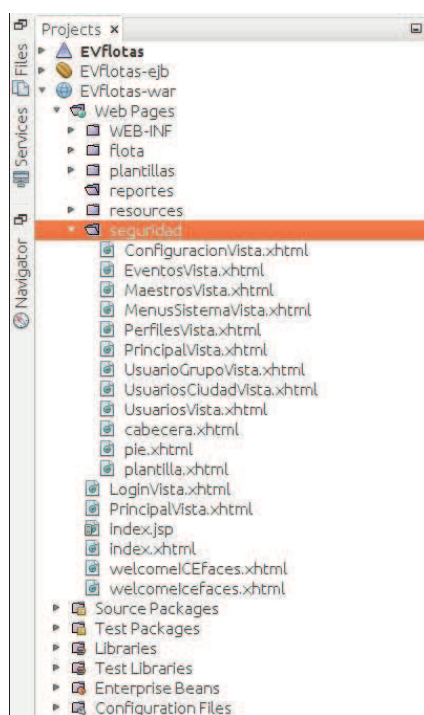 Projects
Files
Services
Navigator
EVflotas
EVflotas-ejb
EVflotas-war
Web Pages
WEB-INF
flota
plantillas
reportes
resources
seguridad
ConfiguracionVista.xhtml
EventosVista.xhtml
MaestrosVista.xhtml
MenusSistemaVista.xhtml
PerfilesVista.xhtml
PrincipalVista.xhtml
UsuarioGrupoVista.xhtml
UsuariosCiudadVista.xhtml
UsuariosVista.xhtml
cabecera.xhtml
pie.xhtml
plantilla.xhtml
LoginVista.xhtml
PrincipalVista.xhtml
index.jsp
index.xhtml
welcomeICEfaces.xhtml
welcomeIcefaces.xhtml
Source Packages
Test Packages
Libraries
Test Libraries
Enterprise Beans
Configuration Files